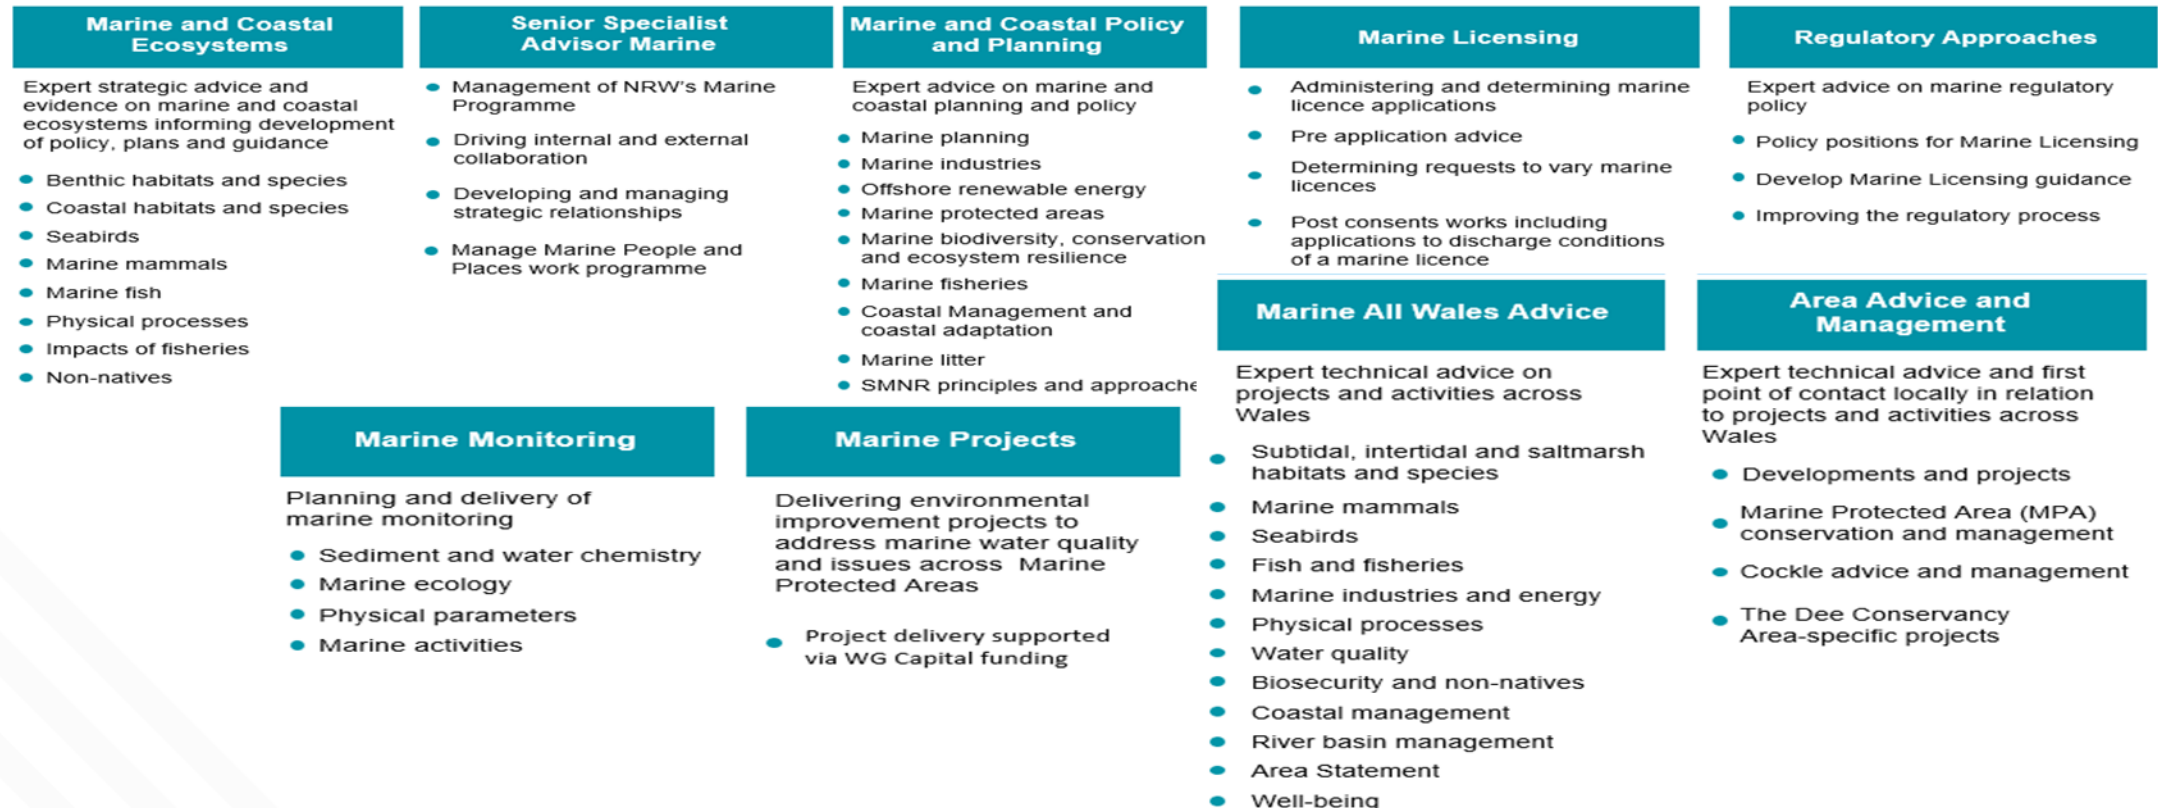 Marine and Coastal
Ecosystems
Expert strategic advice and
evidence on marine and coastal
ecosystems informing development
of policy, plans and guidance
Benthic habitats and species
Coastal habitats and species
Seabirds
Marine mammals
Marine fish
Physical processes
Impacts of fisheries
Non-natives
Senior Specialist
Advisor Marine
Management of NRW's Marine
Programme
Driving internal and external
collaboration
Developing and managing
strategic relationships
Manage Marine People and
Places work programme
Marine and Coastal Policy
and Planning
Expert advice on marine and
coastal planning and policy
Marine planning
Marine industries
Offshore renewable energy
Marine protected areas
Marine biodiversity, conservation
and ecosystem resilience
Marine fisheries
Coastal Management and
coastal adaptation
Marine litter
SMNR principles and approache
Marine Licensing
Administering and determining marine
licence applications
Pre application advice
Determining requests to vary marine
licences
Post consents works including
applications to discharge conditions
of a marine licence
Regulatory Approaches
Expert advice on marine regulatory
policy
Policy positions for Marine Licensing
Develop Marine Licensing guidance
Improving the regulatory process
Marine Monitoring
Planning and delivery of
marine monitoring
Sediment and water chemistry
Marine ecology
Physical parameters
Marine activities
Marine Projects
Delivering environmental
improvement projects to
address marine water quality
and issues across Marine
Protected Areas
Project delivery supported
via WG Capital funding
Marine All Wales Advice
Expert technical advice on
projects and activities across
Wales
Subtidal, intertidal and saltmarsh
habitats and species
Marine mammals
Seabirds
Fish and fisheries
Marine industries and energy
Physical processes
Water quality
Biosecurity and non-natives
Coastal management
River basin management
Area Statement
Well-being
Area Advice and
Management
Expert technical advice and first
point of contact locally in relation
to projects and activities across
Wales
Developments and projects
Marine Protected Area (MPA)
conservation and management
Cockle advice and management
The Dee Conservancy
Area-specific projects